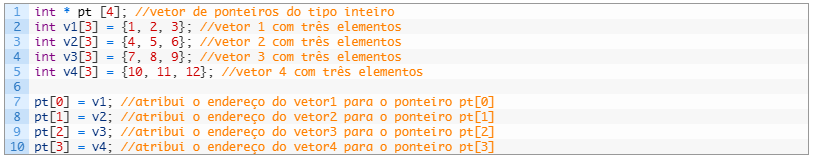 1 int * pt [4]; //vetor de ponteiros do tipo inteiro
2 int v1[3] = {1, 2, 3}; //vetor 1 com três elementos
3 int v2[3] = {4, 5, 6}; //vetor 2 com três elementos
4 int v3[3] = {7, 8, 9}; //vetor 3 com três elementos
5 int v4[3] = {10, 11, 12}; //vetor 4 com três elementos
6
7 pt[0] = v1; //atribui o endereço do vetor1 para o ponteiro pt[0]
8 pt[1] = v2; //atribui o endereço do vetor2 para o ponteiro pt[1]
9 pt[2] = v3; //atribui o endereço do vetor3 para o ponteiro pt[2]
10 pt[3] = v4; //atribui o endereço do vetor4 para o ponteiro pt[3]